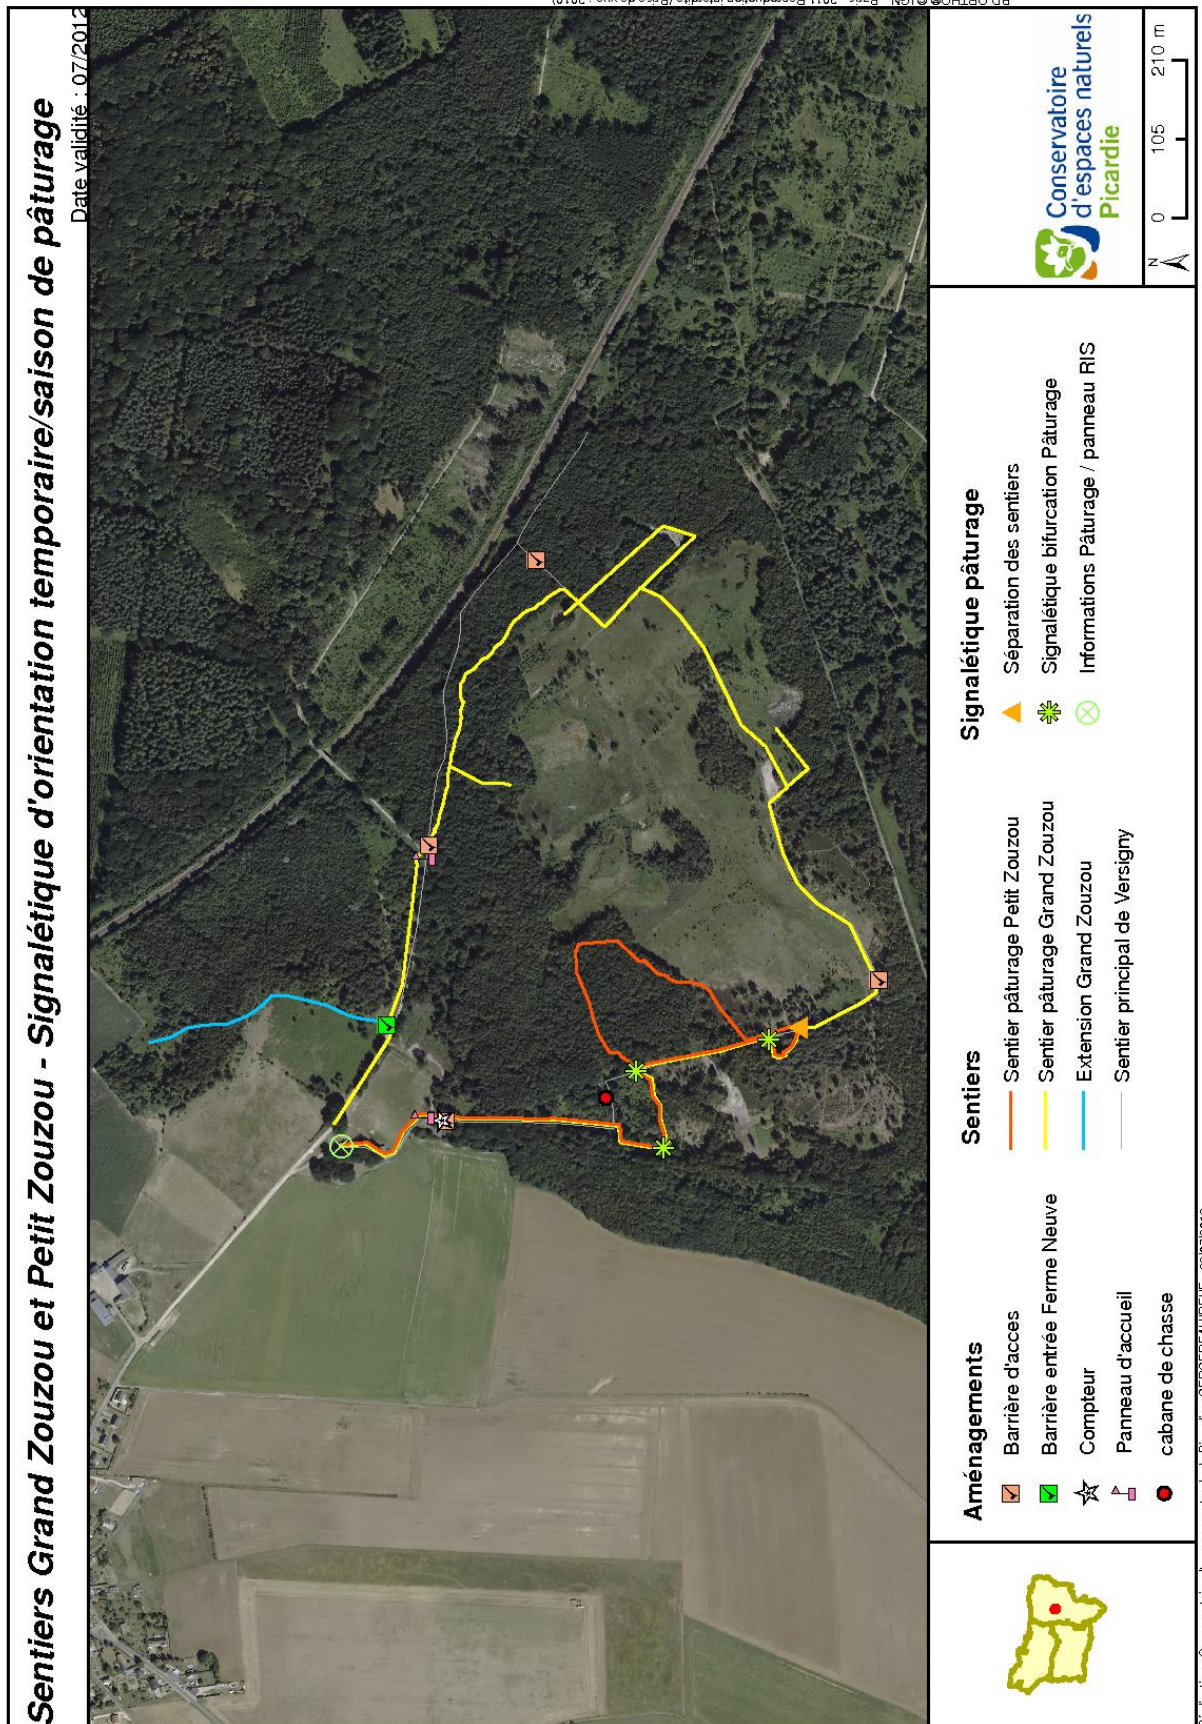 Sentiers Grand Zouzou et Petit Zouzou - Signalétique d'orientation temporaire/saison de pâturage
Date validité : 07/2012
Aménagements
Barrière d'acces
Barrière entrée Ferme Neuve
Compteur
Panneau d'accueil
cabane de chasse
Sentiers
Sentier pâturage Petit Zouzou
Sentier pâturage Grand Zouzou
Extension Grand Zouzou
Sentier principal de Versigny
Signalétique pâturage
Séparation des sentiers
Signalétique bifurcation Pâturage
Informations Pâturage / panneau RIS
Conservatoire
d'espaces naturels
Picardie
N
0 105 210 m